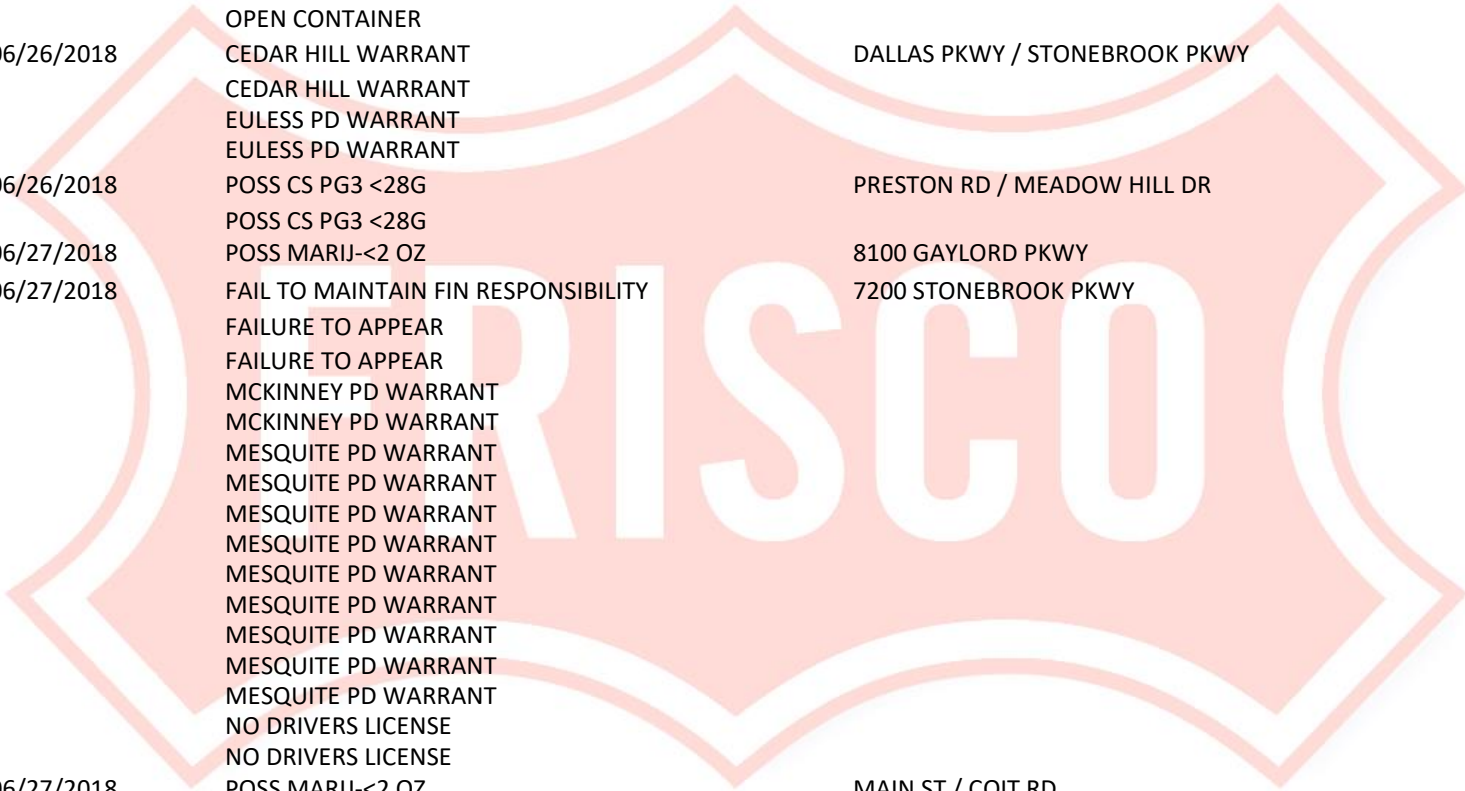 OPEN CONTAINER
06/26/2018 CEDAR HILL WARRANT DALLAS PKWY / STONEBROOK PKWY
CEDAR HILL WARRANT
EULESS PD WARRANT
EULESS PD WARRANT
06/26/2018 POSS CS PG3 <28G PRESTON RD / MEADOW HILL DR
POSS CS PG3 <28G
06/27/2018 POSS MARIJ-<2 OZ 8100 GAYLORD PKWY
06/27/2018 FAIL TO MAINTAIN FIN RESPONSIBILITY 7200 STONEBROOK PKWY
FAILURE TO APPEAR
FAILURE TO APPEAR
MCKINNEY PD WARRANT
MCKINNEY PD WARRANT
MESQUITE PD WARRANT
MESQUITE PD WARRANT
MESQUITE PD WARRANT
MESQUITE PD WARRANT
MESQUITE PD WARRANT
MESQUITE PD WARRANT
MESQUITE PD WARRANT
MESQUITE PD WARRANT
MESQUITE PD WARRANT
NO DRIVERS LICENSE
NO DRIVERS LICENSE
06/27/2018 POSS MARIJ-<2 OZ MAIN ST / COIT RD
FRISCO